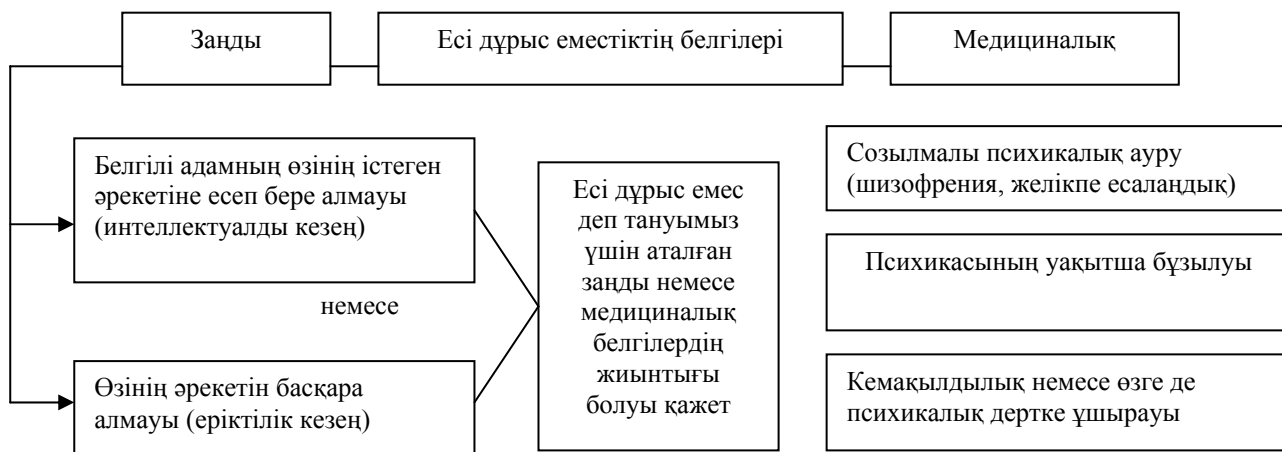 Заңды
Есі дұрыс еместіктің белгілері
Медициналық
Белгілі адамның өзінің істеген
әрекетіне есеп бере алмауы
(интеллектуалды кезең)
немесе
Өзінің әрекетін басқара
алмауы (еріктілік кезең)
Есі дұрыс емес
деп тануымыз
үшін аталған
заңды немесе
медициналық
белгілердің
жиынтығы
болуы қажет
Созылмалы психикалық ауру
(шизофрения, желікпе есалаңдық)
Психикасының уақытша бұзылуы
Кемақылдылық немесе өзге де
психикалық дертке ұшырауы